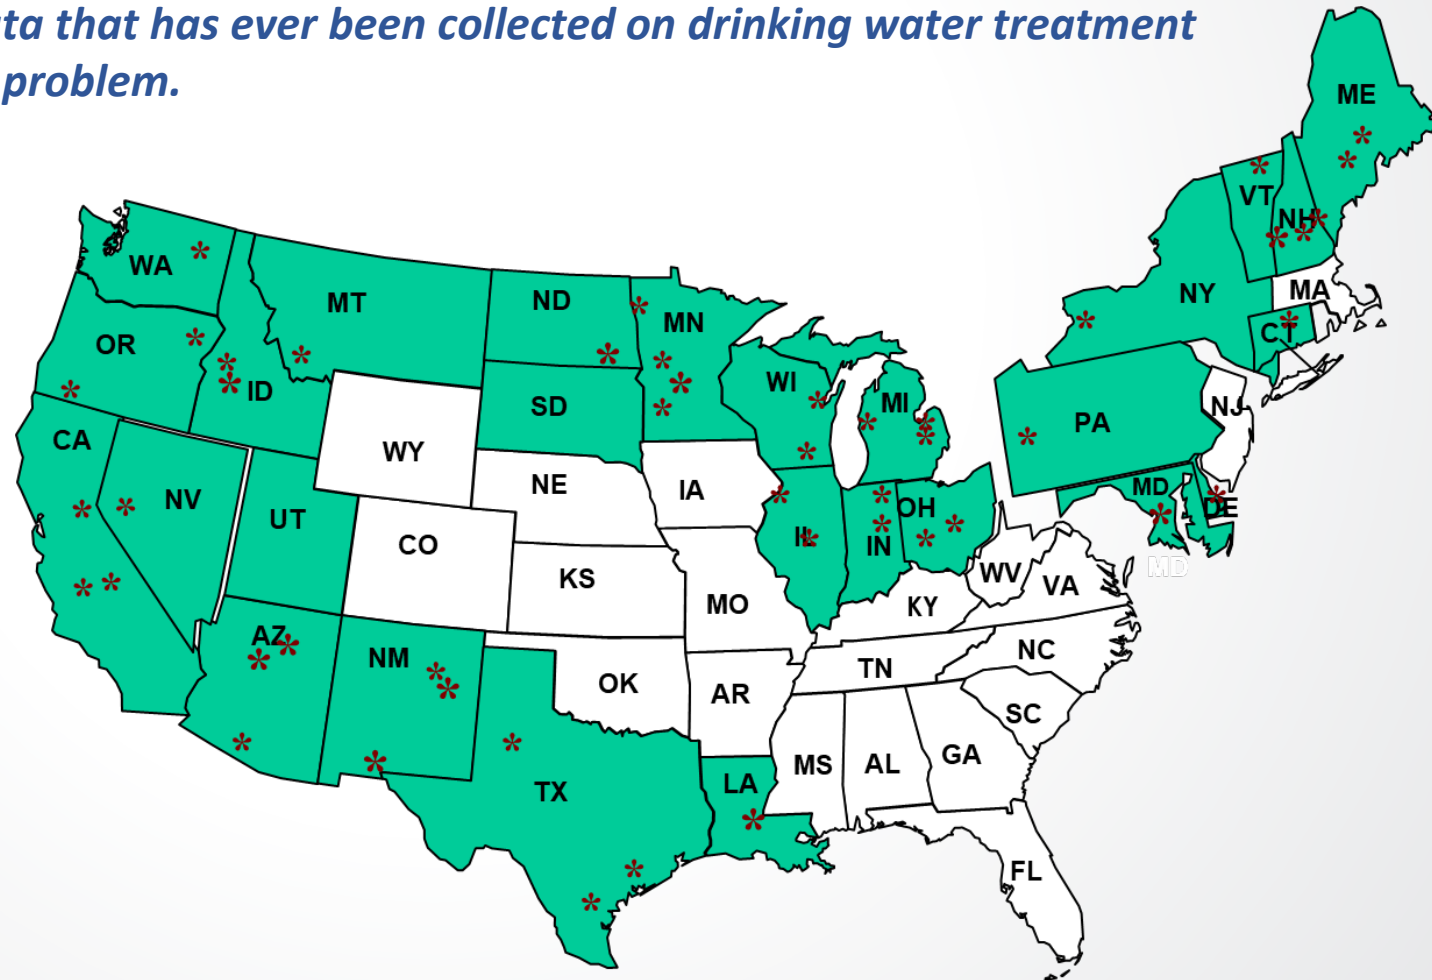 ta that has ever been collected on drinking water treatment
problem.
ME
VT
NH
WA
MT
ND
MN
NY
MA
OR
CT
ID
SD
WI
MI
PA
NJ
CA
WY
NE
IA
MD
DE
NV
UT
CO
IL
IN
OH
KS
MO
WV
VA
MD
KY
AZ
NM
OK
AR
TN
NC
SC
TX
LA
MS
AL
GA
FL